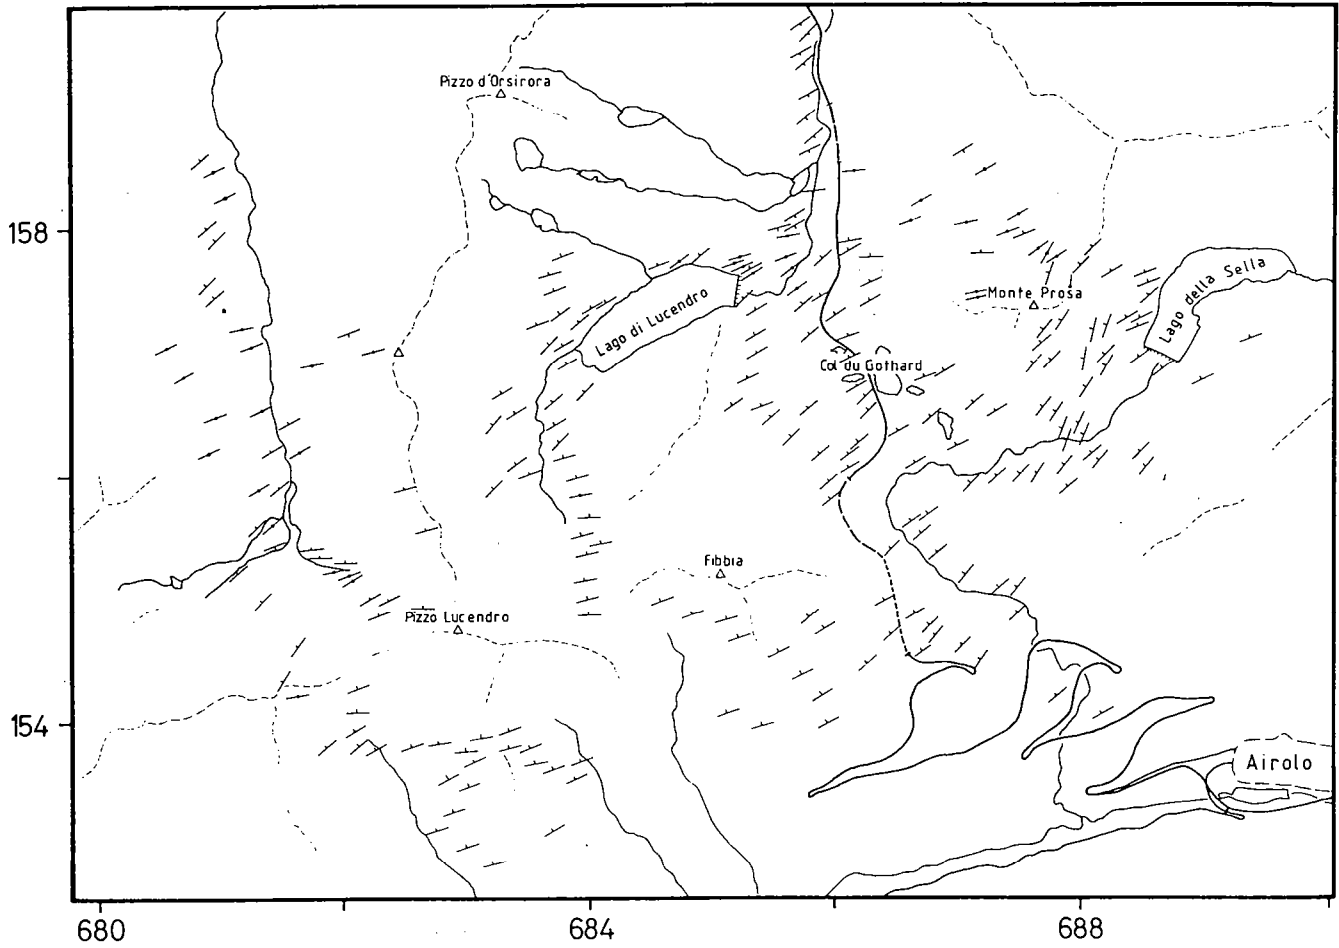 Pizzo d'Orsirora
158
Lago della Sella
Monte Prosa
Lago di Lucendro
Col du Gothard
Fibbia
Pizzo Lucendro
154
Airolo
680
684
688